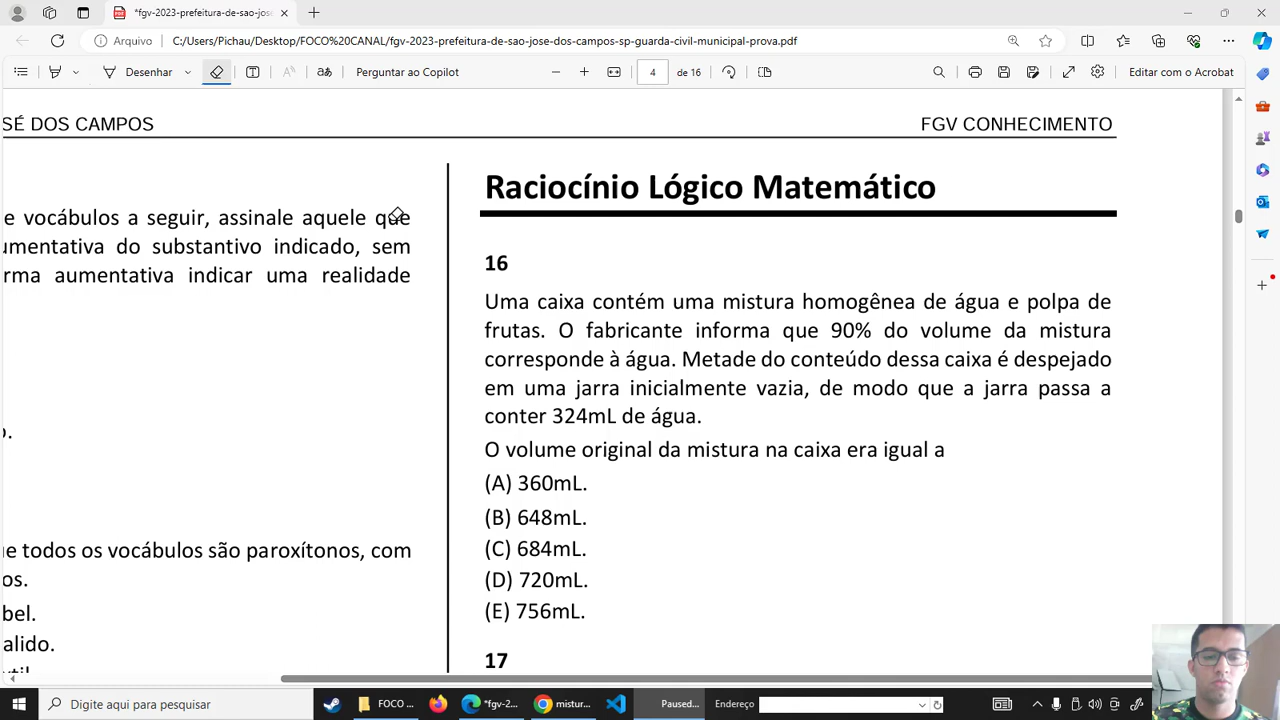 *fgv-2023-prefeitura-de-sao-jose
Arquivo
C:/Users/Pichau/Desktop/FOCO%20CANAL/fgv-2023-prefeitura-de-sao-jose-dos-campos-sp-guarda-civil-municipal-prova.pdf
Desenhar
Perguntar ao Copilot
4 de 16
Editar com o Acrobat
SÉ DOS CAMPOS
e vocábulos a seguir, assinale aquele que
umentativa do substantivo indicado, sem
rma aumentativa indicar uma realidade
o.
e todos os vocábulos são paroxítonos, com
os.
bel.
alido.
FGV CONHECIMENTO
Raciocínio Lógico Matemático
16
Uma caixa contém uma mistura homogênea de água e polpa de
frutas. O fabricante informa que 90% do volume da mistura
corresponde à água. Metade do conteúdo dessa caixa é despejado
em uma jarra inicialmente vazia, de modo que a jarra passa a
conter 324mL de água.
O volume original da mistura na caixa era igual a
(A) 360mL.
(B) 648mL.
(C) 684mL.
(D) 720mL.
(E) 756mL.
17
Digite aqui para pesquisar
FOCO ...
*fgv-2...
mistur...
Paused...
Endereço